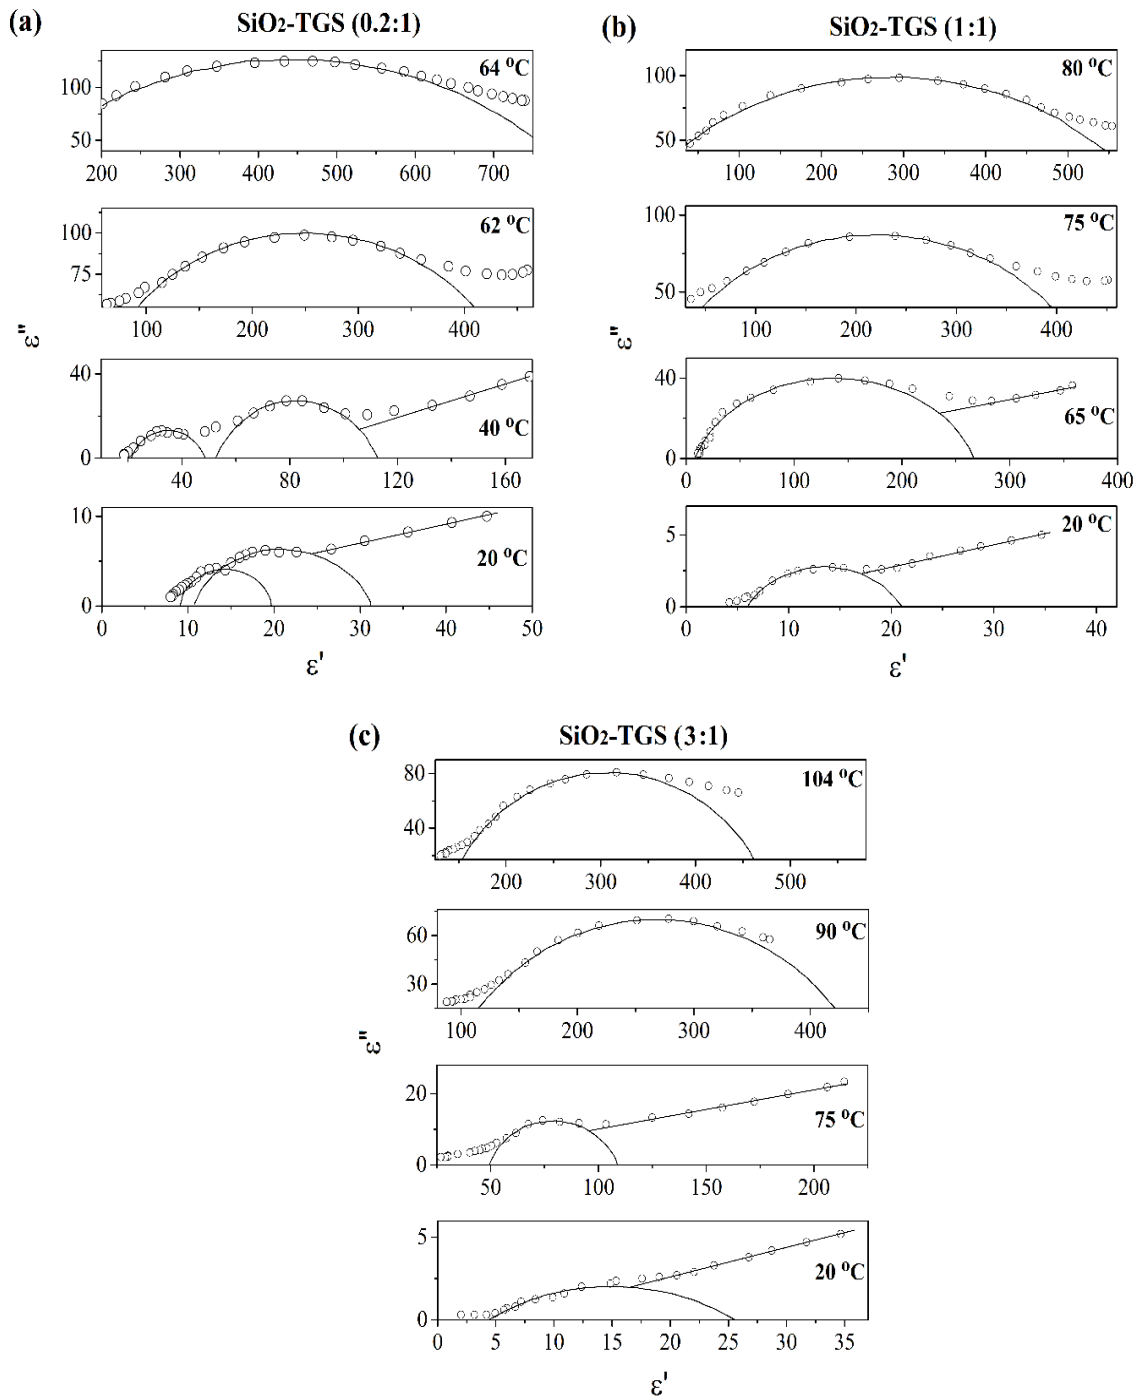 (a) SiO2-TGS (0.2:1)
64 °C
100
50
200 300 400 500 600 700
62 °C
100
75
100 200 300 400
40 °C
40
20
0
40 80 120 160
20 °C
10
5
0
0 10 20 30 40 50
ε''
ε'
(b) SiO2-TGS (1:1)
80 °C
100
50
100 200 300 400 500
75 °C
100
50
100 200 300 400
65 °C
40
0
0 100 200 300 400
20 °C
5
0
0 10 20 30 40
ε''
ε'
(c) SiO2-TGS (3:1)
104 °C
80
40
200 300 400 500
90 °C
60
30
100 200 300 400
75 °C
20
0
50 100 150 200
20 °C
5
0
0 5 10 15 20 25 30 35
ε''
ε'